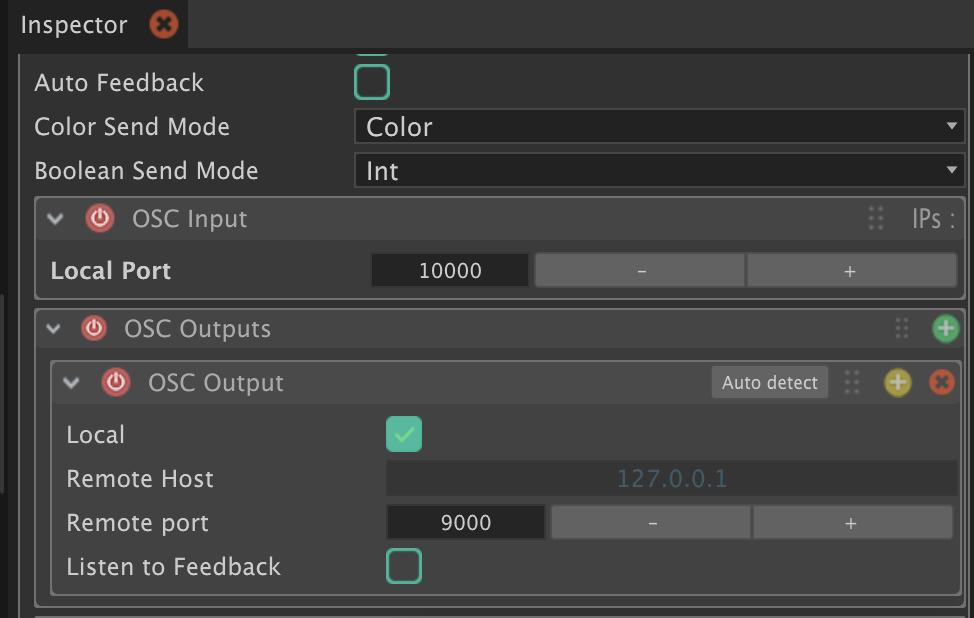 Inspector
Auto Feedback
Color Send Mode Color
Boolean Send Mode Int
OSC Input IPs :
Local Port 10000 - +
OSC Outputs
OSC Output Auto detect
Local
Remote Host 127.0.0.1
Remote port 9000 - +
Listen to Feedback